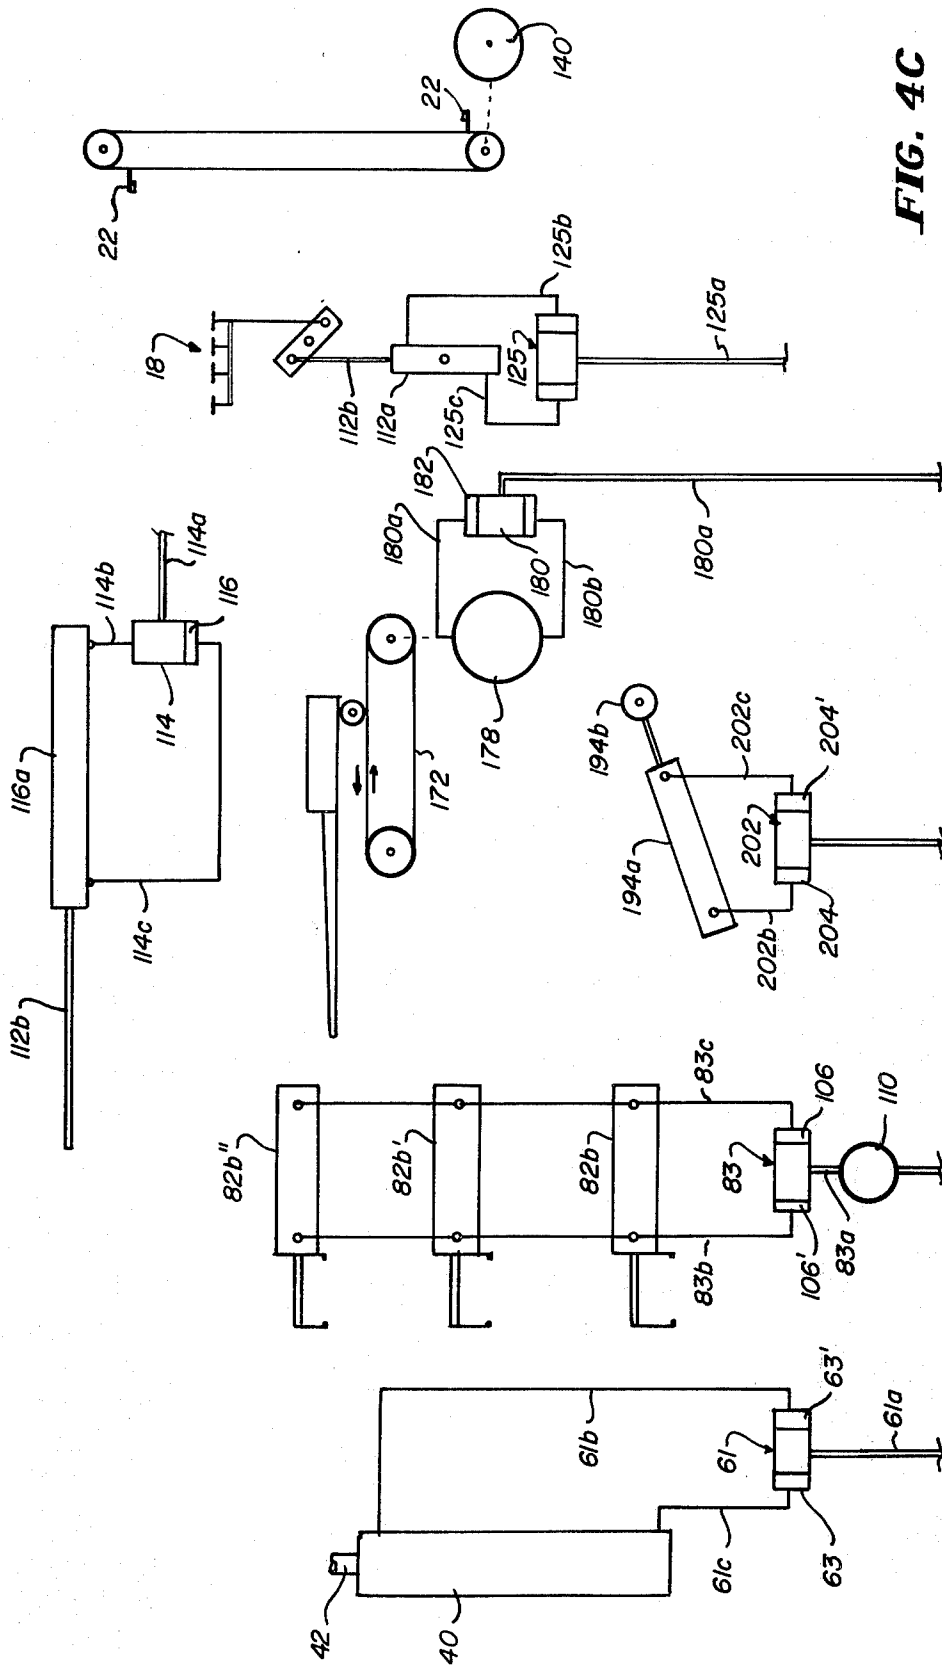 22
22
140
18
112b
112a
125c
125
125b
125a
116a
114b
114a
116
114
114c
112b
180a
182
180
180b
180a
178
172
194b
194a
202c
204'
202
204
202b
82b"
82b'
82b
83c
106
110
83
83a
106'
83b
61b
63'
61
61a
63
61c
42
40
FIG. 4C